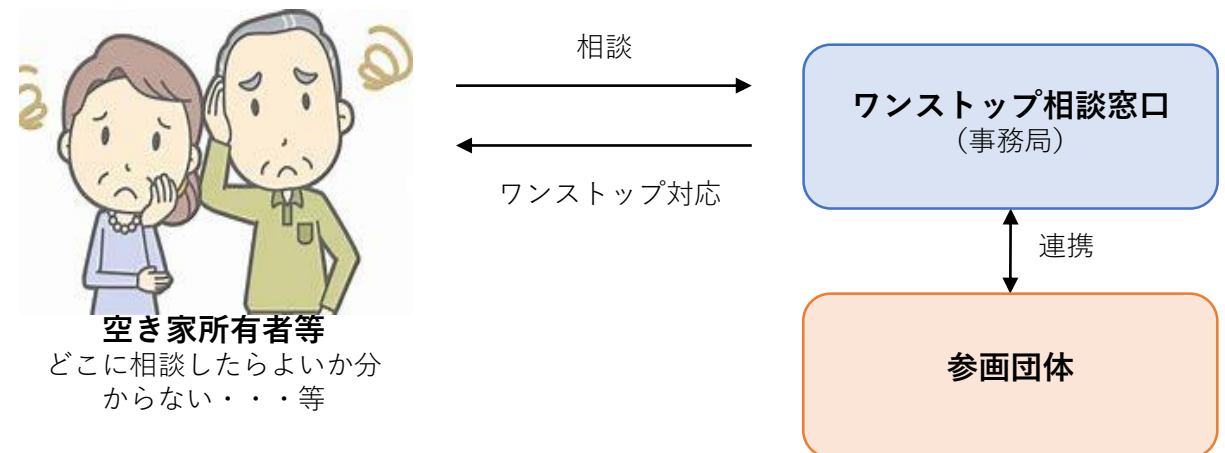 相談
ワンストップ相談窓口
（事務局）
ワンストップ対応
連携
空き家所有者等
どこに相談したらよいか分
からない・・・等
参画団体